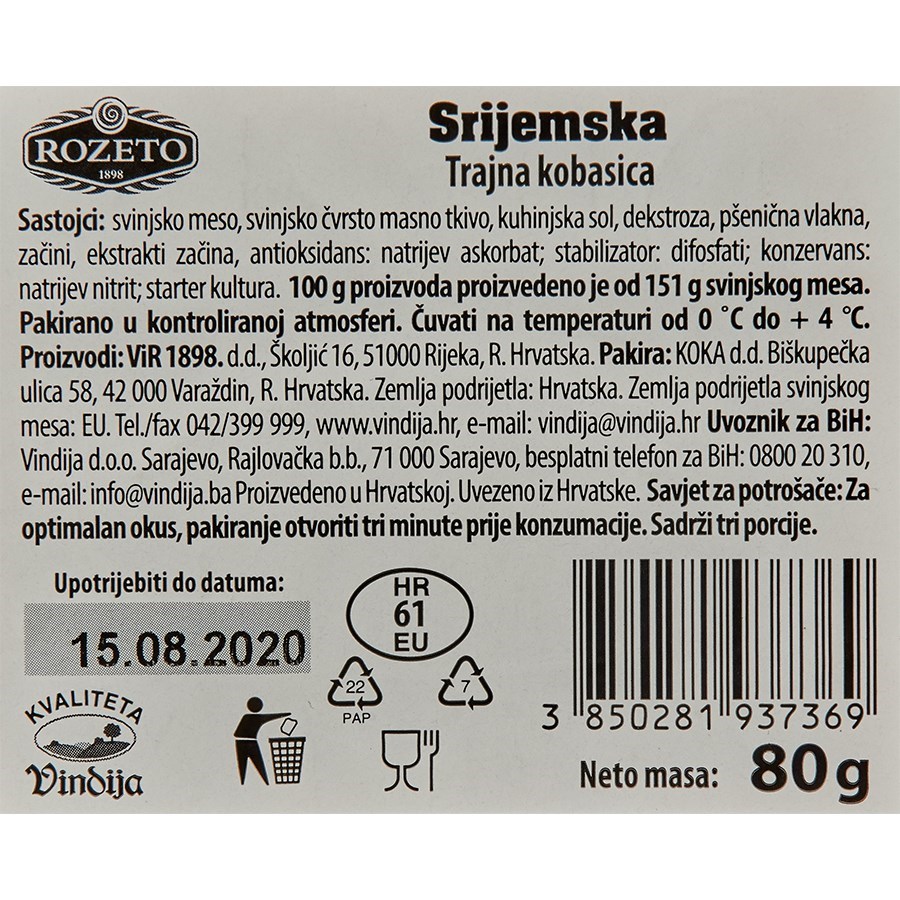 ROZETO
1898
Srijemska
Trajna kobasica
Sastojci: svinjsko meso, svinjsko čvrsto masno tkivo, kuhinjska sol, dekstroza, pšenična vlakna,
začini, ekstrakti začina, antioksidans: natrijev askorbat; stabilizator: difosfati; konzervans:
natrijev nitrit; starter kultura. 100 g proizvoda proizvedeno je od 151 g svinjskog mesa.
Pakirano u kontroliranoj atmosferi. Čuvati na temperaturi od 0 ˚C do + 4 ℃.
Proizvodi: ViR 1898. d.d., Školjić 16, 51000 Rijeka, R. Hrvatska. Pakira: KOKA d.d. Biškupečka
ulica 58, 42 000 Varaždin, R. Hrvatska. Zemlja podrijetla: Hrvatska. Zemlja podrijetla svinjskog
mesa: EU. Tel./fax 042/399 999, www.vindija.hr, e-mail: vindija@vindija.hr Uvoznik za BiH:
Vindija d.o.o. Sarajevo, Rajlovačka b.b., 71 000 Sarajevo, besplatni telefon za BiH: 0800 20 310,
e-mail: info@vindija.ba Proizvedeno u Hrvatskoj. Uvezeno iz Hrvatske. Savjet za potrošače: Za
optimalan okus, pakiranje otvoriti tri minute prije konzumacije. Sadrži tri porcije.
Upotrijebiti do datuma:
15.08.2020
HR
61
EU
22
PAP
7
KVALITETA
Vindija
3 850281 937369
Neto masa: 80 g